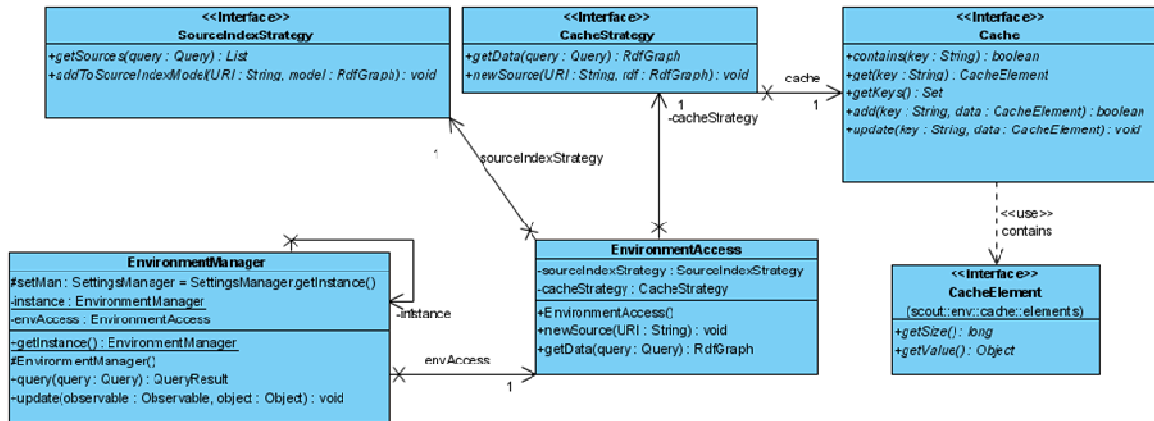 <<Interface>>
SourceIndexStrategy
+getSources(query : Query) : List
+addToSourceIndexModel(URI : String, model : RdfGraph) : void
<<Interface>>
CacheStrategy
+getData(query : Query) : RdfGraph
+newSource(URI : String, rdf : RdfGraph) : void
cache
1
1
<<Interface>>
Cache
+contains(key : String) : boolean
+get(key : String) : CacheElement
+getKeys() : Set
+add(key : String, data : CacheElement) : boolean
+update(key : String, data : CacheElement) : void
-cacheStrategy
1
sourceIndexStrategy
<<use>>
contains
EnvironmentManager
#setMan : SettingsManager = SettingsManager.getInstance()
-instance : EnvironmentManager
-envAccess : EnvironmentAccess
+getInstance() : EnvironmentManager
#EnvironmentManager()
+query(query : Query) : QueryResult
+update(observable : Observable, object : Object) : void
-instance
envAccess
1
EnvironmentAccess
-sourceIndexStrategy : SourceIndexStrategy
-cacheStrategy : CacheStrategy
+EnvironmentAccess()
+newSource(URI : String) : void
+getData(query : Query) : RdfGraph
<<Interface>>
CacheElement
(scout::env::cache::elements)
+getSize() : long
+getValue() : Object